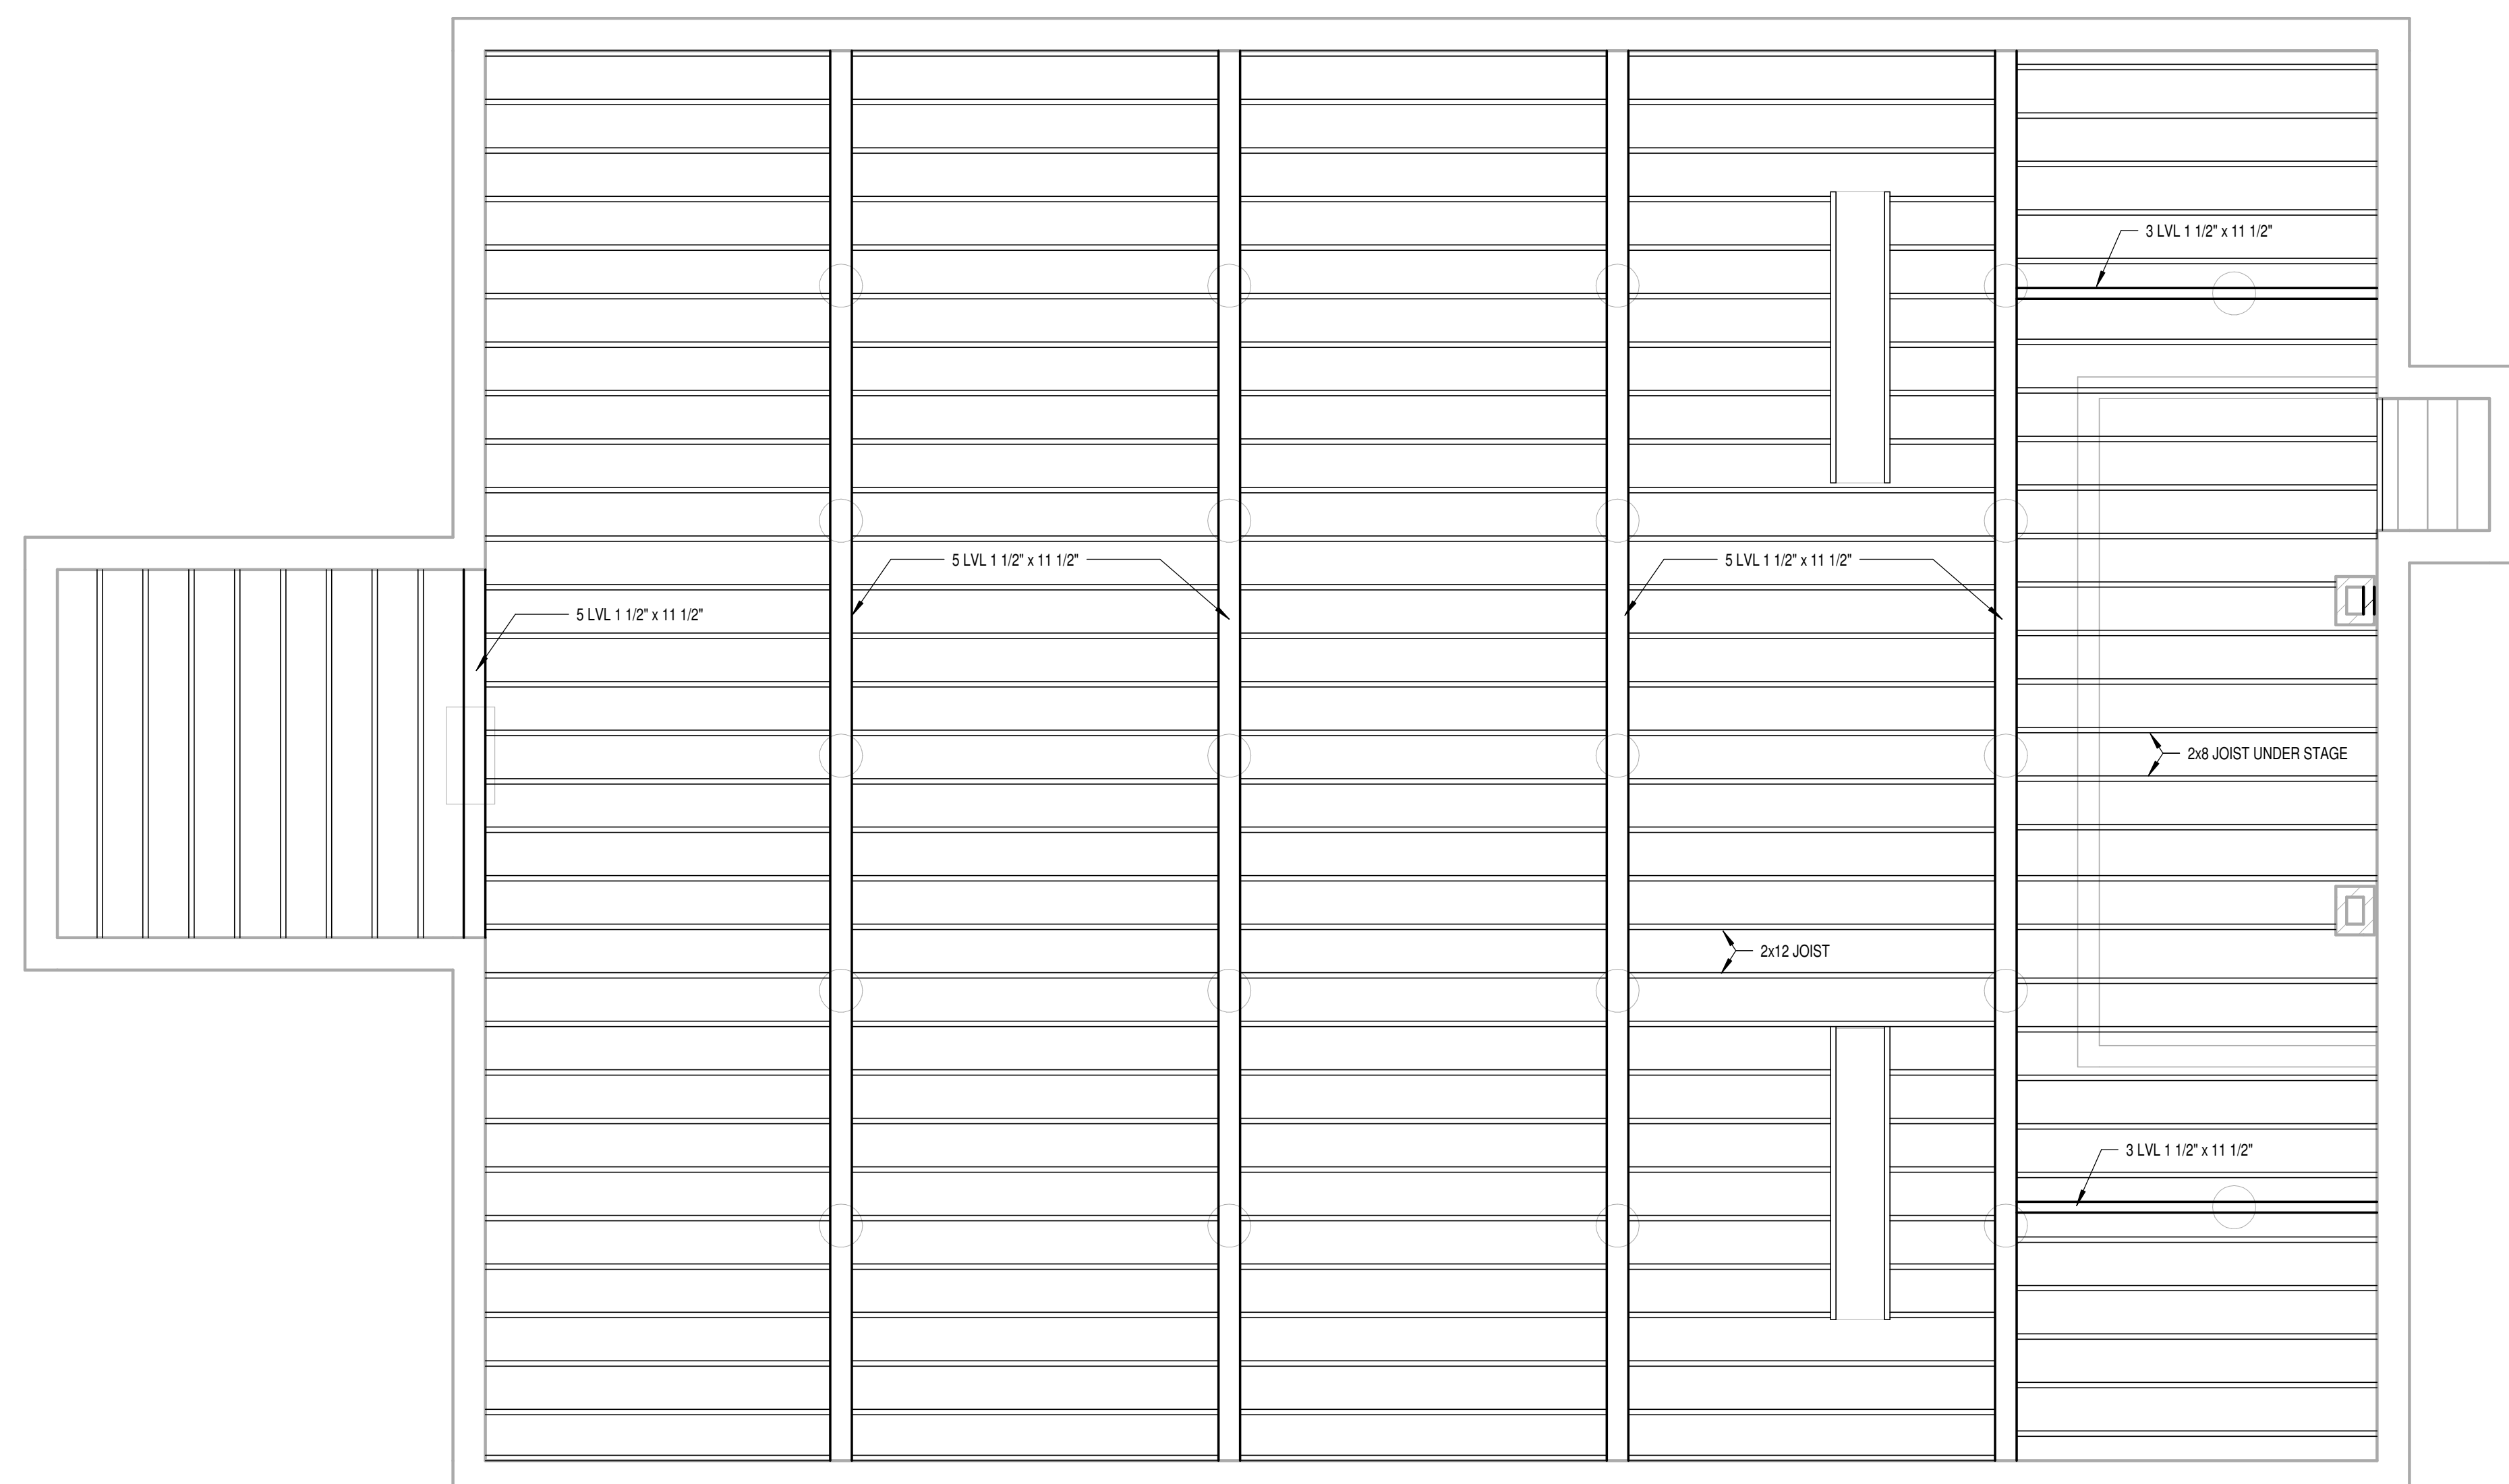 3 LVL 1 1/2" x 11 1/2"
5 LVL 1 1/2" x 11 1/2"
5 LVL 1 1/2" x 11 1/2"
5 LVL 1 1/2" x 11 1/2"
2x8 JOIST UNDER STAGE
2x12 JOIST
3 LVL 1 1/2" x 11 1/2"